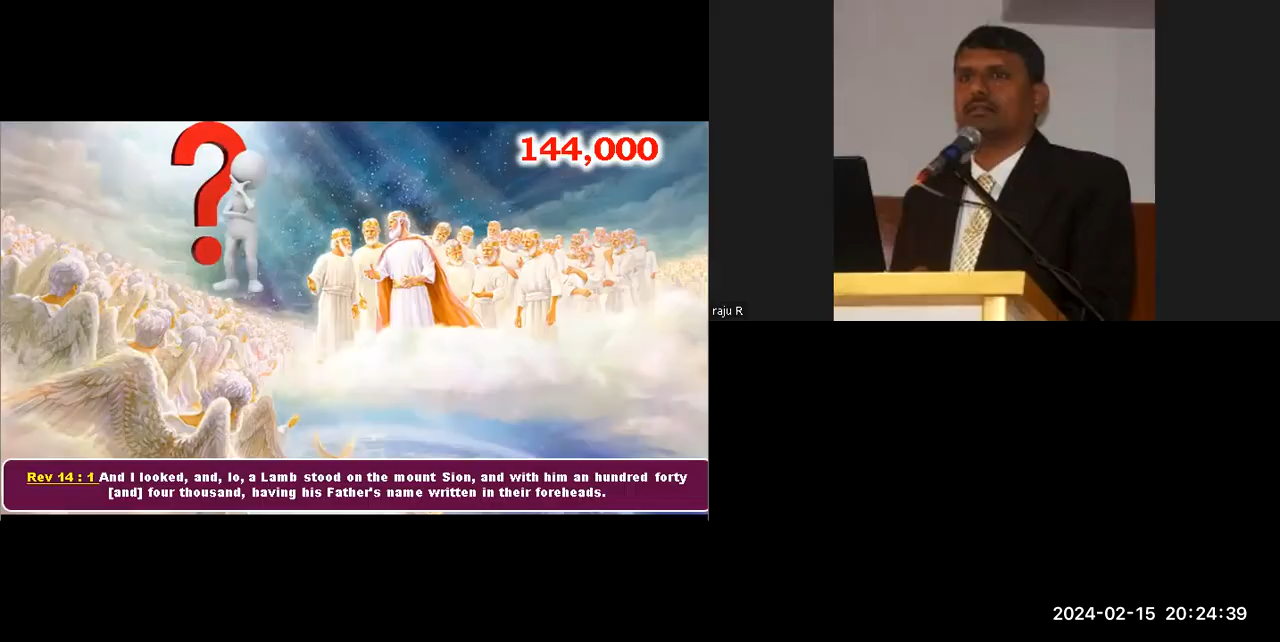 144,000
Rev 14 : 1 And I looked, and, lo, a Lamb stood on the mount Sion, and with him an hundred forty
[and] four thousand, having his Father's name written in their foreheads.
raju R
2024-02-15 20:24:39